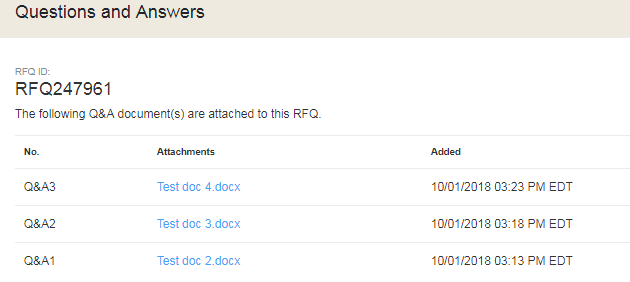 Questions and Answers
RFQ ID:
RFQ247961
The following Q&A document(s) are attached to this RFQ.
No. Attachments Added
Q&A3 Test doc 4.docx 10/01/2018 03:23 PM EDT
Q&A2 Test doc 3.docx 10/01/2018 03:18 PM EDT
Q&A1 Test doc 2.docx 10/01/2018 03:13 PM EDT